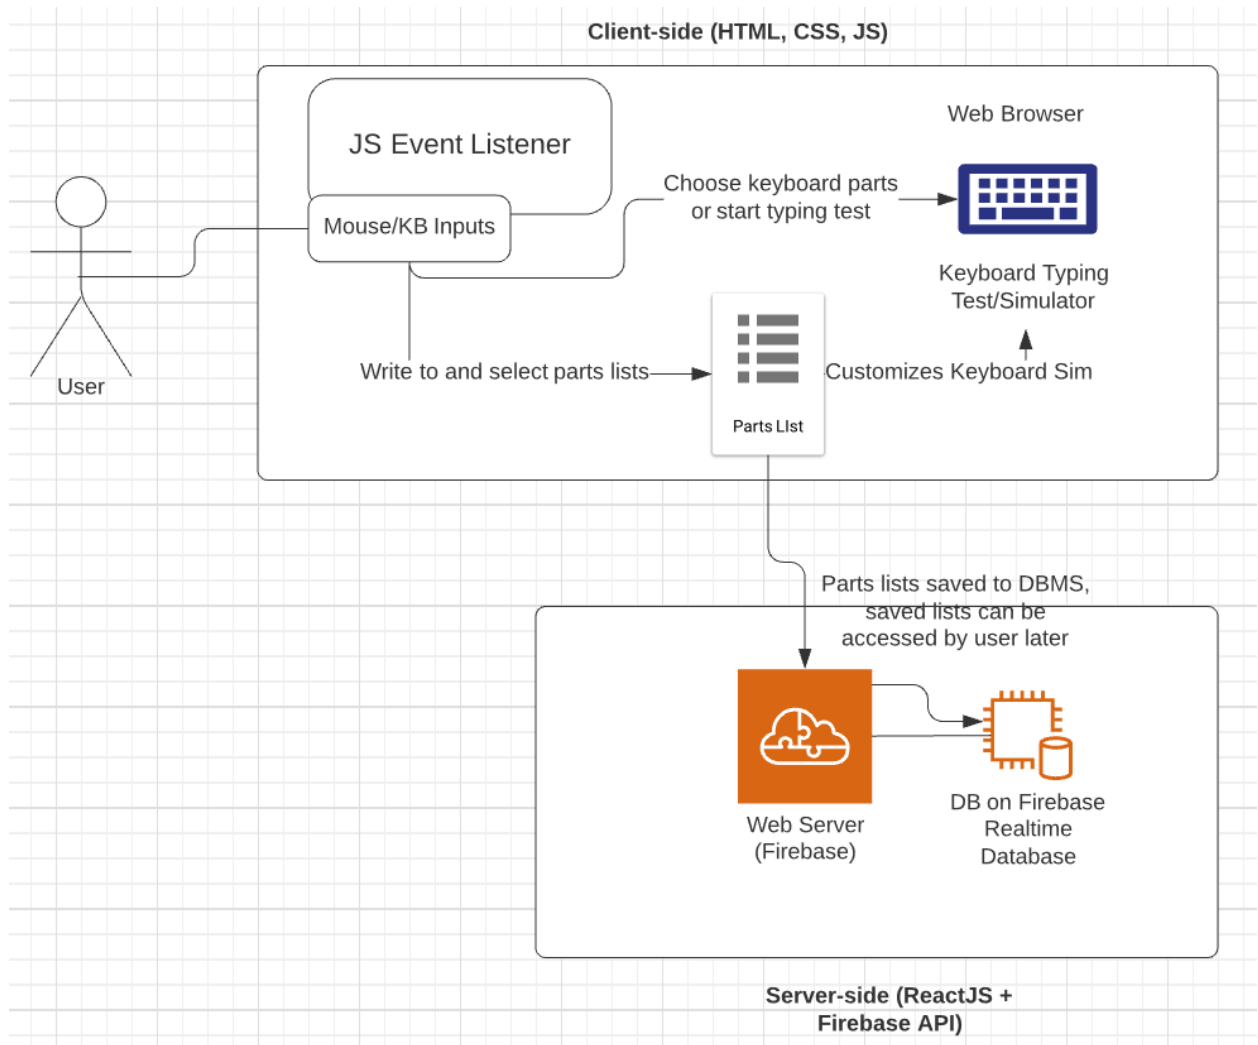 Client-side (HTML, CSS, JS)
JS Event Listener
Web Browser
Choose keyboard parts
or start typing test
Mouse/KB Inputs
Keyboard Typing
Test/Simulator
User
Write to and select parts lists
Customizes Keyboard Sim
Parts LIst
Parts lists saved to DBMS,
saved lists can be
accessed by user later
Web Server
(Firebase)
DB on Firebase
Realtime
Database
Server-side (ReactJS +
Firebase API)